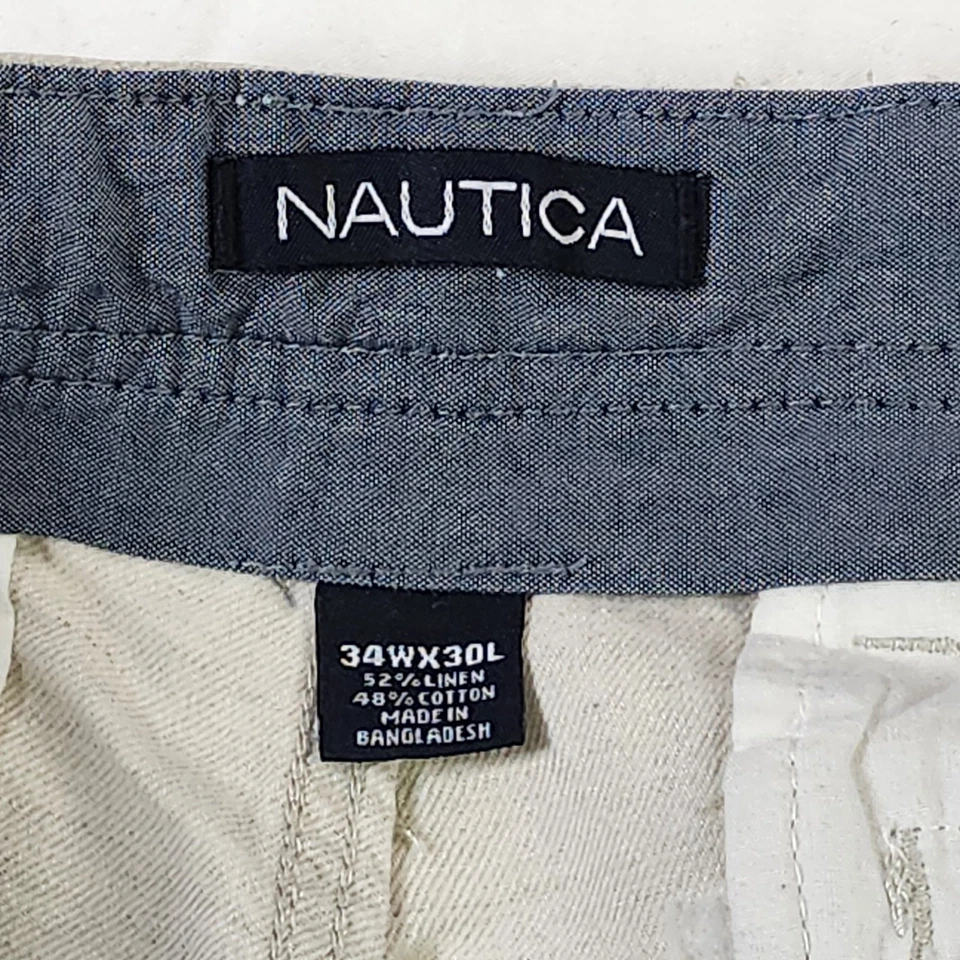 NAUTICA
34WX30L
52% LINEN
48% COTTON
MADE IN
BANGLADESH